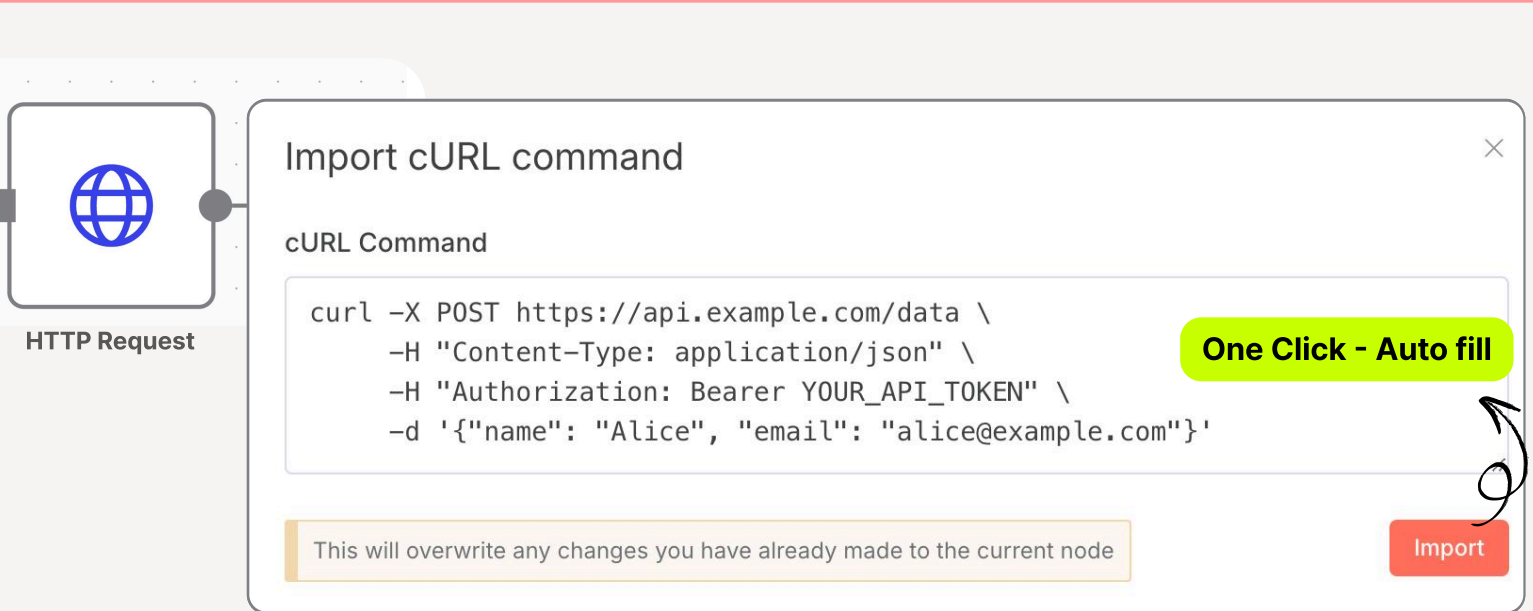 Import cURL command
cURL Command
curl -X POST https://api.example.com/data \
-H "Content-Type: application/json" \
-H "Authorization: Bearer YOUR_API_TOKEN" \
-d '{"name": "Alice", "email": "alice@example.com"}'
HTTP Request
One Click - Auto fill
This will overwrite any changes you have already made to the current node
Import